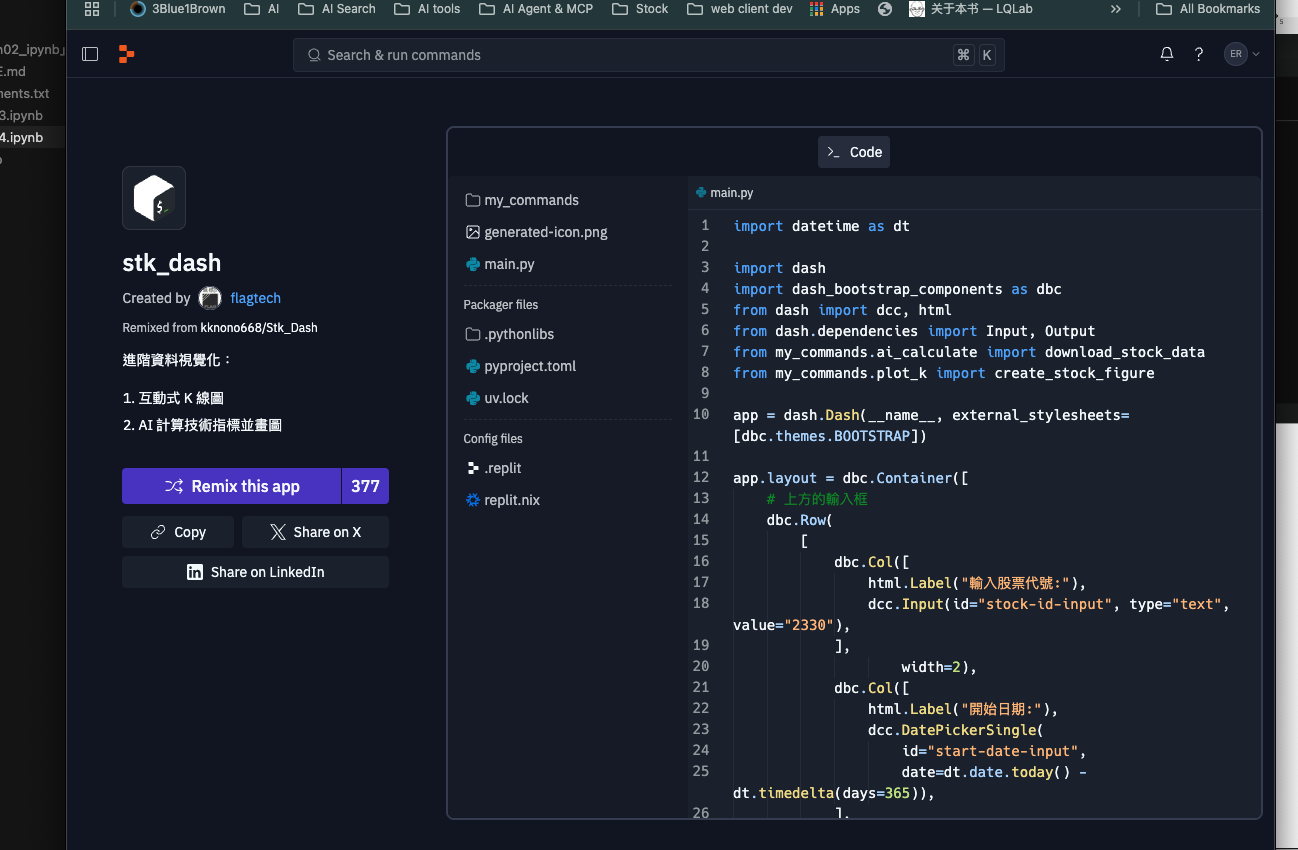 3Blue1Brown AI AI Search AI tools AI Agent & MCP Stock web client dev Apps 关于本书 — LQLab » All Bookmarks
Search & run commands ⌘ K ? ER
.md
ments.txt
3.ipynb
4.ipynb
stk_dash
Created by flagtech
Remixed from kknono668/Stk_Dash
進階資料視覺化：
1. 互動式 K 線圖
2. AI 計算技術指標並畫圖
Remix this app 377
Copy Share on X
Share on LinkedIn
>_ Code
my_commands
generated-icon.png
main.py
Packager files
.pythonlibs
pyproject.toml
uv.lock
Config files
.replit
replit.nix
main.py
1 import datetime as dt
2
3 import dash
4 import dash_bootstrap_components as dbc
5 from dash import dcc, html
6 from dash.dependencies import Input, Output
7 from my_commands.ai_calculate import download_stock_data
8 from my_commands.plot_k import create_stock_figure
9
10 app = dash.Dash(__name__, external_stylesheets=
[dbc.themes.BOOTSTRAP])
11
12 app.layout = dbc.Container([
13 # 上方的輸入框
14 dbc.Row(
15 [
16 dbc.Col([
17 html.Label("輸入股票代號:"),
18 dcc.Input(id="stock-id-input", type="text",
value="2330"),
19 ],
20 width=2),
21 dbc.Col([
22 html.Label("開始日期:"),
23 dcc.DatePickerSingle(
24 id="start-date-input",
25 date=dt.date.today() -
dt.timedelta(days=365)),
26 ],